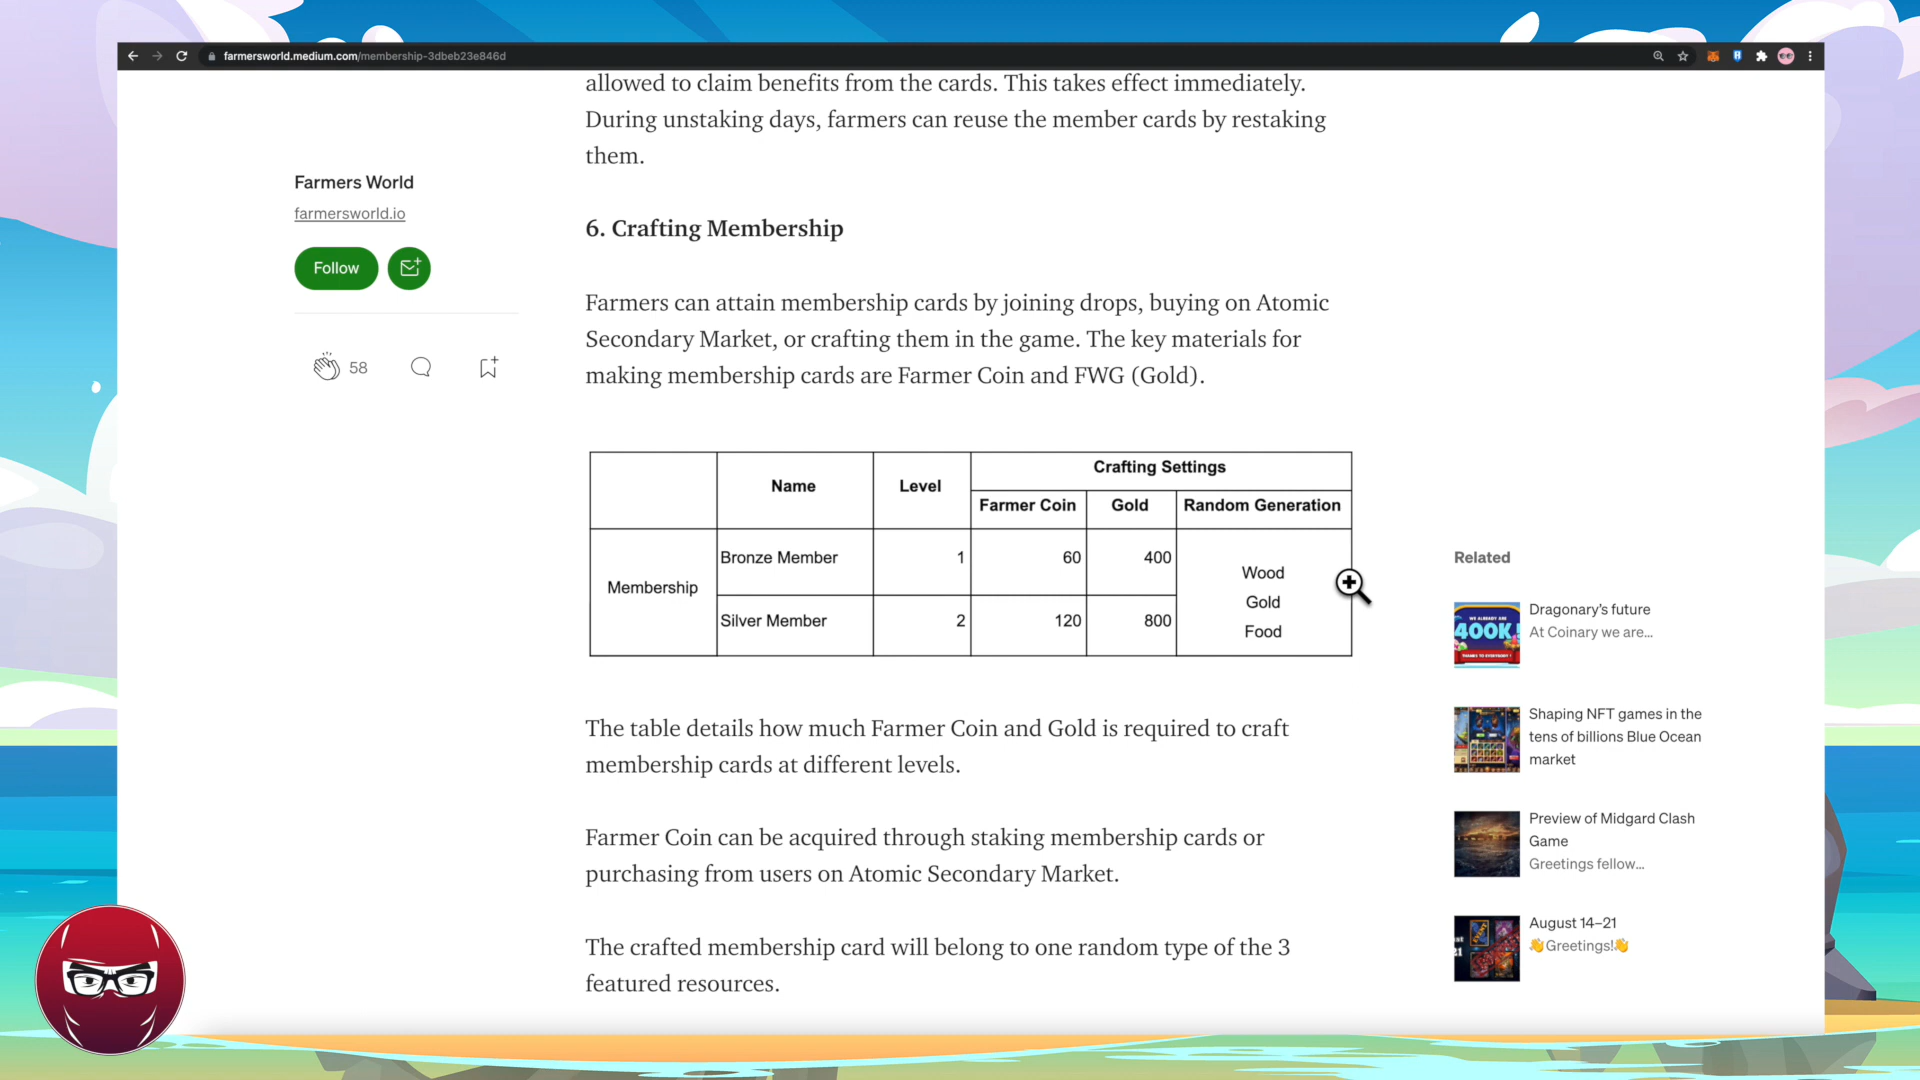 farmersworld.medium.com/membership-3dbeb23e846d
allowed to claim benefits from the cards. This takes effect immediately.
During unstaking days, farmers can reuse the member cards by restaking
them.
Farmers World
farmersworld.io
Follow
58
6. Crafting Membership
Farmers can attain membership cards by joining drops, buying on Atomic
Secondary Market, or crafting them in the game. The key materials for
making membership cards are Farmer Coin and FWG (Gold).
Name Level Crafting Settings
Farmer Coin Gold Random Generation
Membership
Bronze Member 1 60 400
Silver Member 2 120 800
Wood
Gold
Food
The table details how much Farmer Coin and Gold is required to craft
membership cards at different levels.
Farmer Coin can be acquired through staking membership cards or
purchasing from users on Atomic Secondary Market.
The crafted membership card will belong to one random type of the 3
featured resources.
Related
WE ALREADY ARE
400K!
THANKS TO EVERYBODY!
Dragonary's future
At Coinary we are...
Shaping NFT games in the
tens of billions Blue Ocean
market
Preview of Midgard Clash
Game
Greetings fellow...
August 14–21
👋Greetings!👋